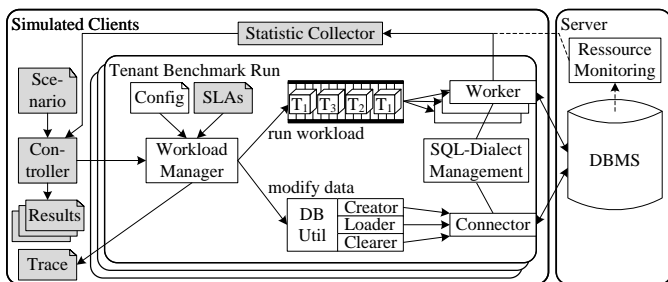 Simulated Clients
Server
Statistic Collector
Ressource
Monitoring
Tenant Benchmark Run
Sce-
nario
Config
SLAs
T1
T3
T2
T1
Worker
run workload
Con-
troller
Workload
Manager
SQL-Dialect
Management
DBMS
modify data
Results
DB
Util
Creator
Loader
Clearer
Connector
Trace